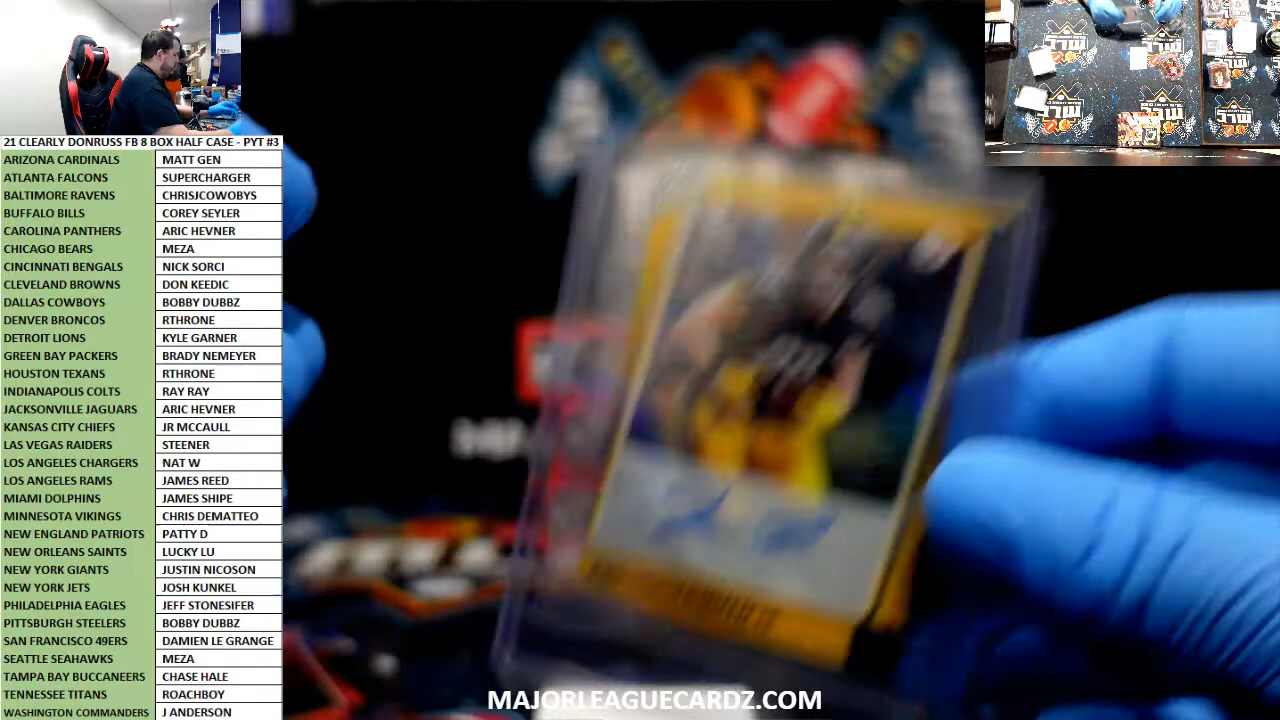 21 CLEARLY DONRUSS FB 8 BOX HALF CASE - PYT #3
ARIZONA CARDINALS MATT GEN
ATLANTA FALCONS SUPERCHARGER
BALTIMORE RAVENS CHRISJCOWOBYS
BUFFALO BILLS COREY SEYLER
CAROLINA PANTHERS ARIC HEVNER
CHICAGO BEARS MEZA
CINCINNATI BENGALS NICK SORCI
CLEVELAND BROWNS DON KEEDIC
DALLAS COWBOYS BOBBY DUBBZ
DENVER BRONCOS RTHRONE
DETROIT LIONS KYLE GARNER
GREEN BAY PACKERS BRADY NEMEYER
HOUSTON TEXANS RTHRONE
INDIANAPOLIS COLTS RAY RAY
JACKSONVILLE JAGUARS ARIC HEVNER
KANSAS CITY CHIEFS JR MCCAULL
LAS VEGAS RAIDERS STEENER
LOS ANGELES CHARGERS NAT W
LOS ANGELES RAMS JAMES REED
MIAMI DOLPHINS JAMES SHIPE
MINNESOTA VIKINGS CHRIS DEMATTEO
NEW ENGLAND PATRIOTS PATTY D
NEW ORLEANS SAINTS LUCKY LU
NEW YORK GIANTS JUSTIN NICOSON
NEW YORK JETS JOSH KUNKEL
PHILADELPHIA EAGLES JEFF STONESIFER
PITTSBURGH STEELERS BOBBY DUBBZ
SAN FRANCISCO 49ERS DAMIEN LE GRANGE
SEATTLE SEAHAWKS MEZA
TAMPA BAY BUCCANEERS CHASE HALE
TENNESSEE TITANS ROACHBOY
WASHINGTON COMMANDERS J ANDERSON
MAJORLEAGUECARDZ.COM